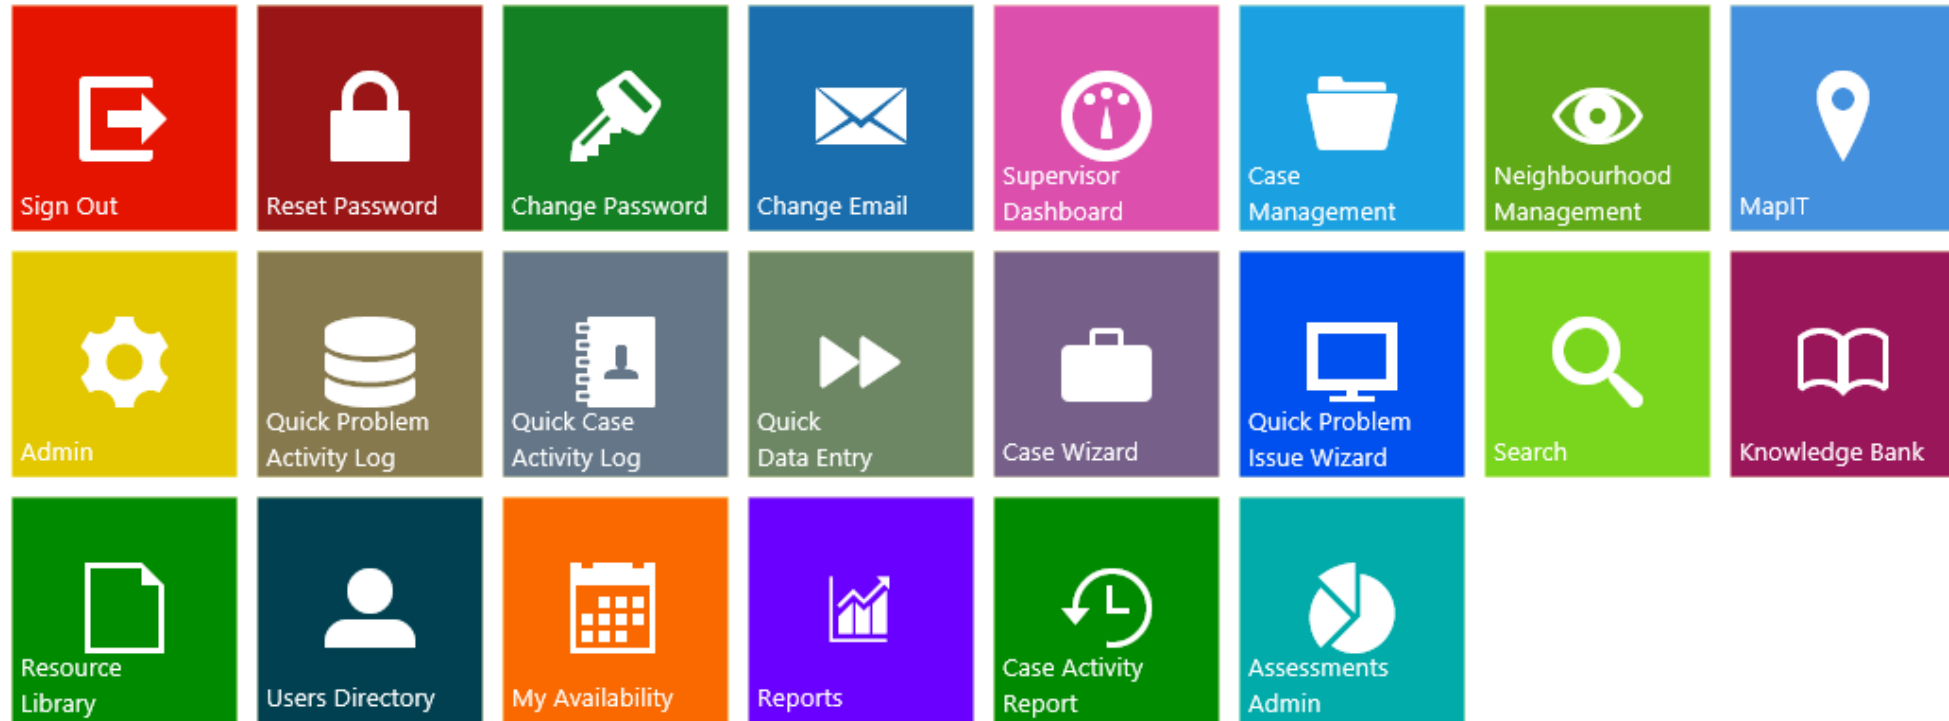 Sign Out
Reset Password
Change Password
Change Email
Supervisor
Dashboard
Case
Management
Neighbourhood
Management
MapIT
Admin
Quick Problem
Activity Log
Quick Case
Activity Log
Quick
Data Entry
Case Wizard
Quick Problem
Issue Wizard
Search
Knowledge Bank
Resource
Library
Users Directory
My Availability
Reports
Case Activity
Report
Assessments
Admin